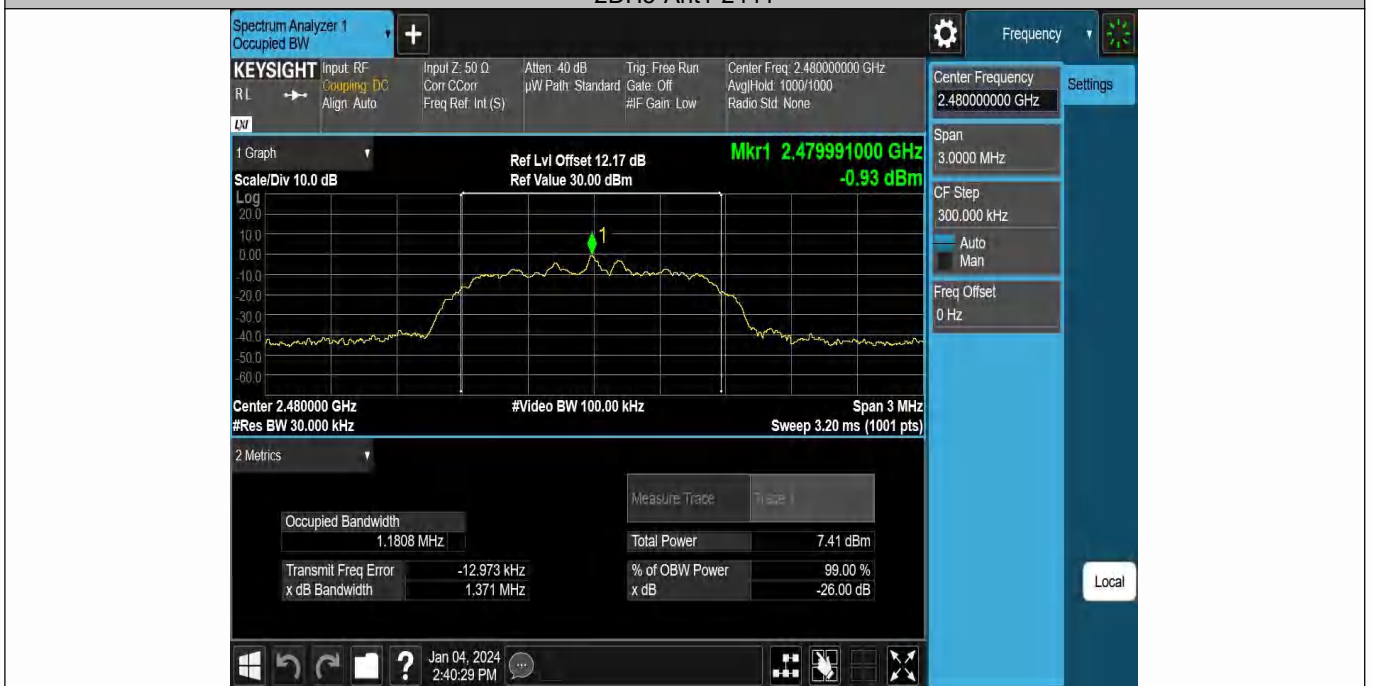 Spectrum Analyzer 1
Occupied BW
Frequency
KEYSIGHT
RL
LXI
Input: RF
Coupling: DC
Align: Auto
Input Z: 50 Ω
Corr CCorr
Freq Ref: Int (S)
Atten: 40 dB
µW Path: Standard
Trig: Free Run
Gate: Off
#IF Gain: Low
Center Freq: 2.480000000 GHz
Avg|Hold: 1000/1000
Radio Std: None
Center Frequency
2.480000000 GHz
Settings
Span
3.0000 MHz
CF Step
300.000 kHz
Auto
Man
Freq Offset
0 Hz
Local
1 Graph
Scale/Div 10.0 dB
Ref Lvl Offset 12.17 dB
Ref Value 30.00 dBm
Mkr1 2.479991000 GHz
-0.93 dBm
Log
20.0
10.0
0.00
-10.0
-20.0
-30.0
-40.0
-50.0
-60.0
1
Center 2.480000 GHz
#Video BW 100.00 kHz
Span 3 MHz
#Res BW 30.000 kHz
Sweep 3.20 ms (1001 pts)
2 Metrics
Measure Trace
Trace 1
Occupied Bandwidth
1.1808 MHz
Total Power
7.41 dBm
Transmit Freq Error
-12.973 kHz
% of OBW Power
99.00 %
x dB Bandwidth
1.371 MHz
x dB
-26.00 dB
?
Jan 04, 2024
2:40:29 PM